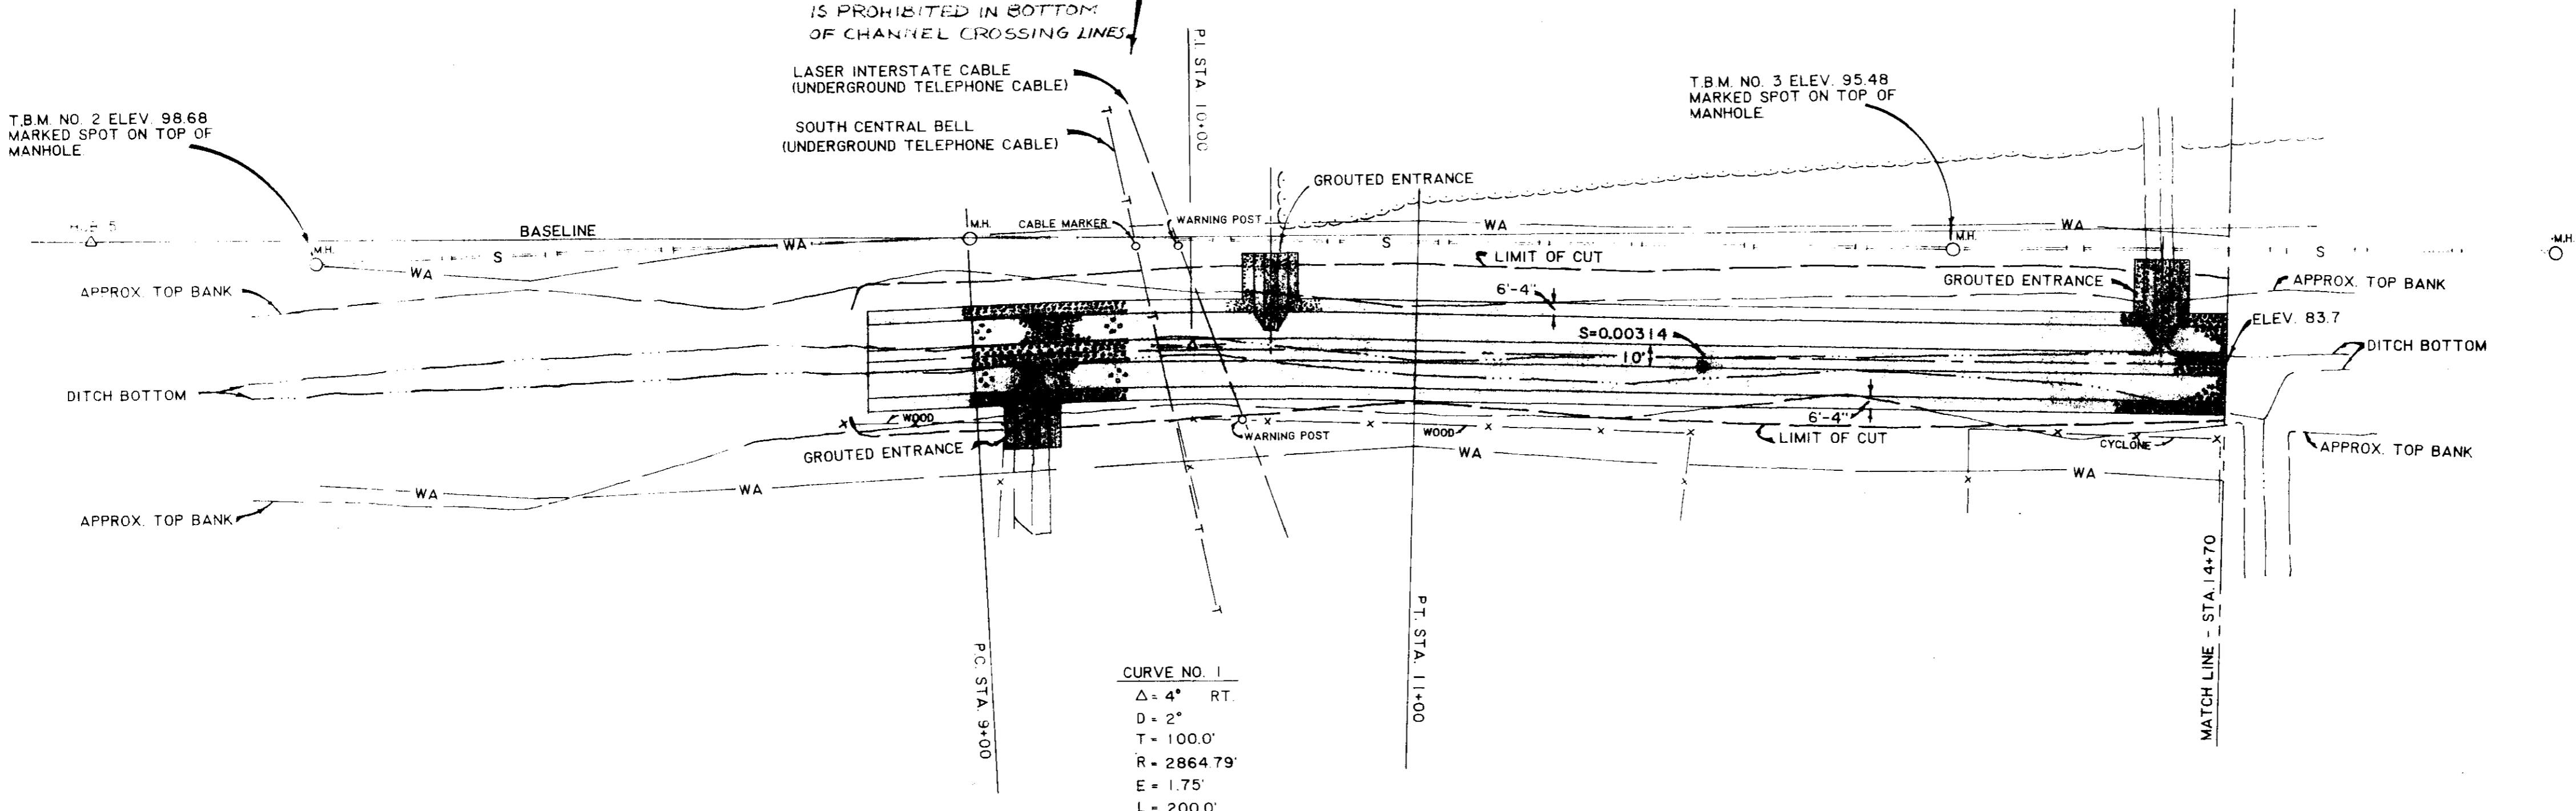 IS PROHIBITED IN BOTTOM
OF CHANNEL CROSSING LINES
LASER INTERSTATE CABLE
(UNDERGROUND TELEPHONE CABLE)
SOUTH CENTRAL BELL
(UNDERGROUND TELEPHONE CABLE)
P.I. STA. 10+00
T.B.M. NO. 2 ELEV. 98.68
MARKED SPOT ON TOP OF
MANHOLE
T.B.M. NO. 3 ELEV. 95.48
MARKED SPOT ON TOP OF
MANHOLE
GROUTED ENTRANCE
BASELINE
M.H.
CABLE MARKER
WARNING POST
WA
WA
WA
M.H.
S
WA
S
M.H.
S
M.H.
WA
LIMIT OF CUT
APPROX. TOP BANK
6'-4"
GROUTED ENTRANCE
APPROX. TOP BANK
S=0.00314
10'
ELEV. 83.7
DITCH BOTTOM
DITCH BOTTOM
T
T
T
WOOD
WARNING POST
WOOD
6'-4"
LIMIT OF CUT
CYCLONE
APPROX. TOP BANK
GROUTED ENTRANCE
WA
WA
WA
WA
APPROX. TOP BANK
T
T
T
P.C. STA. 9+00
P.T. STA. 11+00
MATCH LINE - STA. 14+70
CURVE NO. 1
Δ = 4° RT.
D = 2°
T = 100.0'
R = 2864.79'
E = 1.75'
L = 200.0'